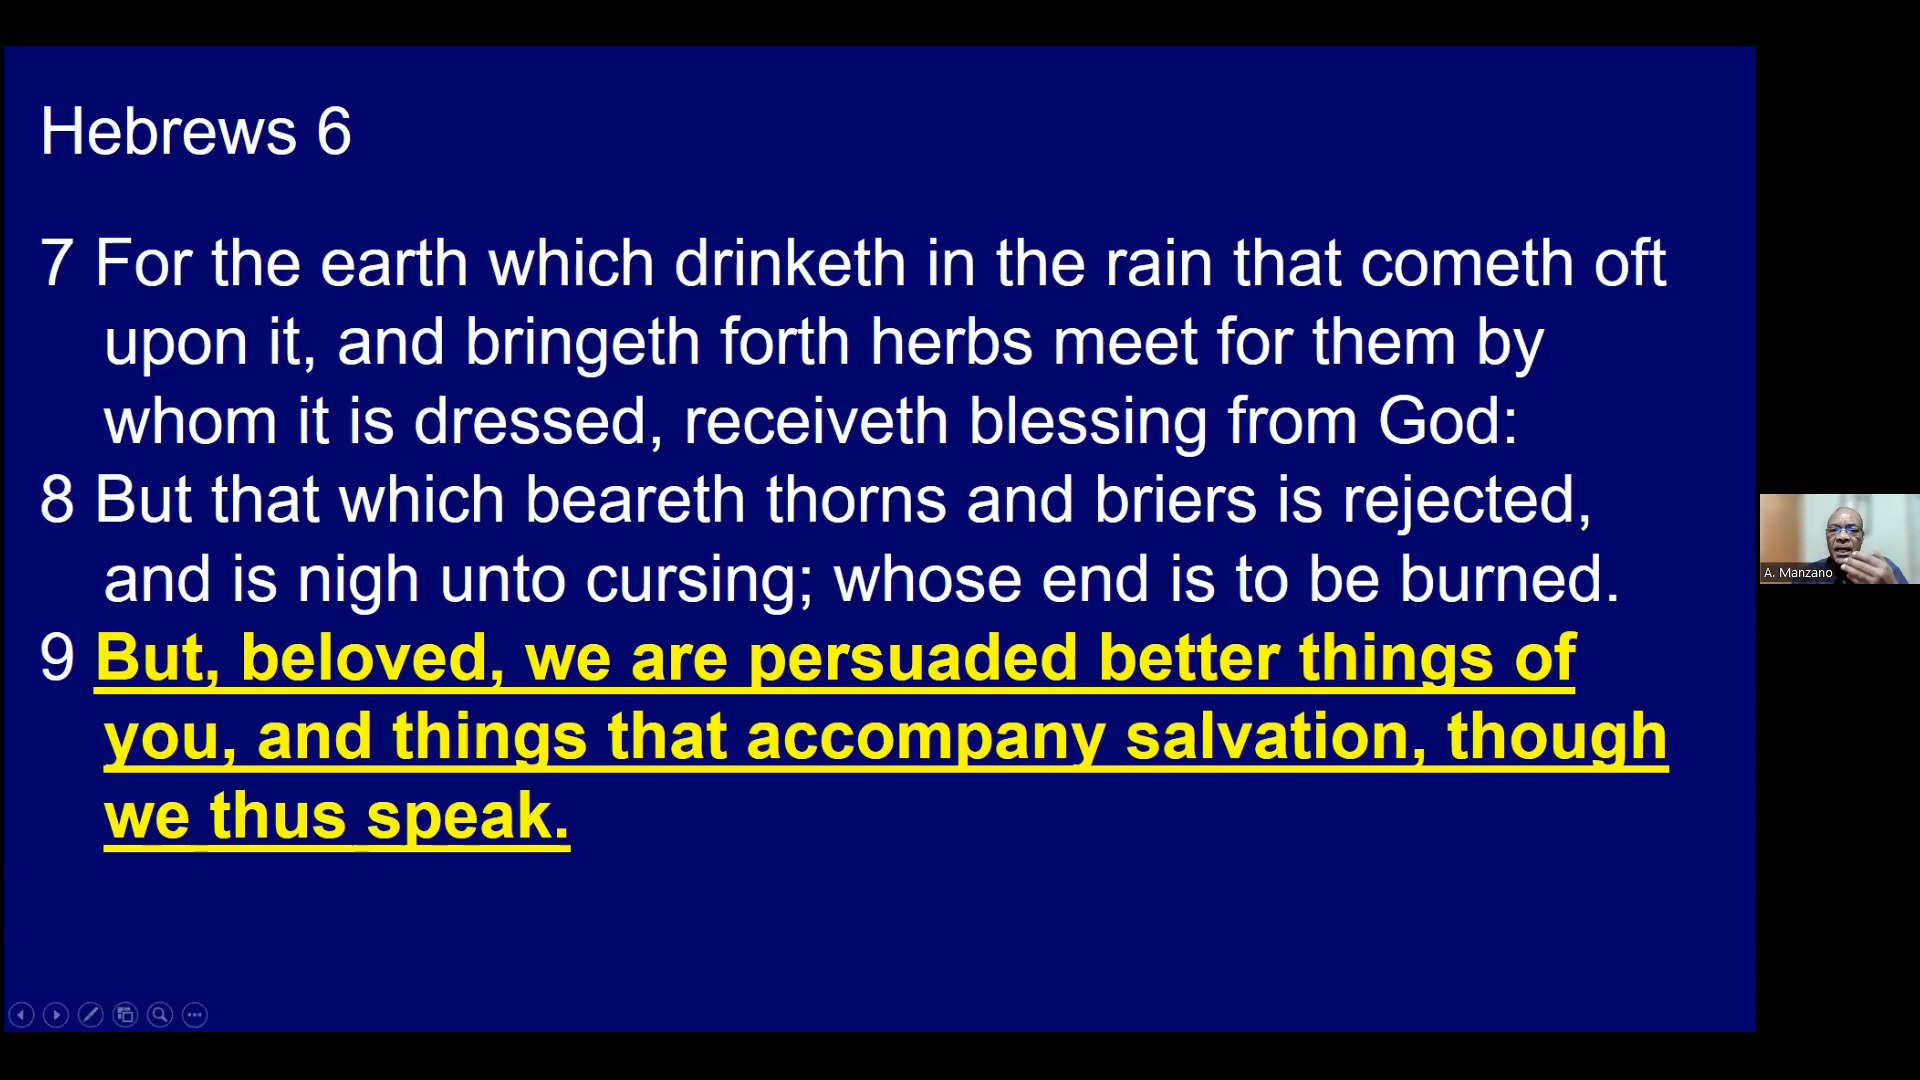 Hebrews 6
7 For the earth which drinketh in the rain that cometh oft
upon it, and bringeth forth herbs meet for them by
whom it is dressed, receiveth blessing from God:
8 But that which beareth thorns and briers is rejected,
and is nigh unto cursing; whose end is to be burned.
9 But, beloved, we are persuaded better things of
you, and things that accompany salvation, though
we thus speak.
A. Manzano